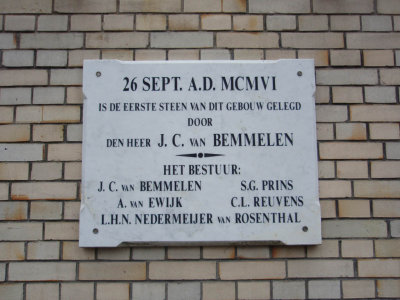 26 SEPT. A.D. MCMVI
IS DE EERSTE STEEN VAN DIT GEBOUW GELEGD
DOOR
DEN HEER J. C. VAN BEMMELEN
HET BESTUUR:
J. C. VAN BEMMELEN S.G. PRINS
A. VAN EWIJK C.L. REUVENS
L.H.N. NEDERMEIJER VAN ROSENTHAL